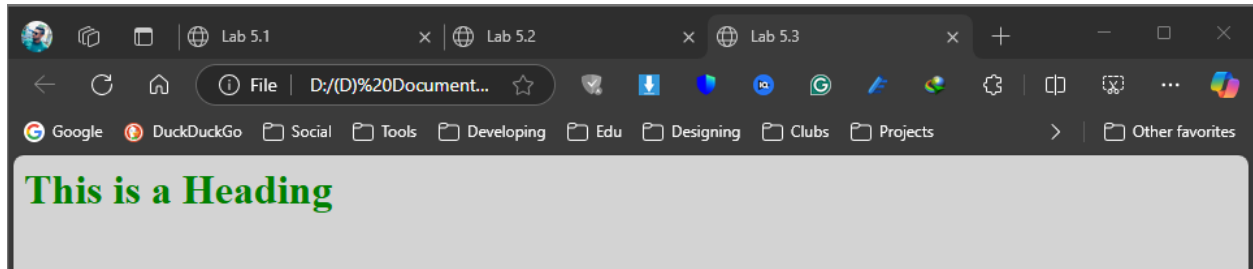 Lab 5.1 Lab 5.2 Lab 5.3
File D:/(D)%20Document...
Google DuckDuckGo Social Tools Developing Edu Designing Clubs Projects Other favorites
This is a Heading